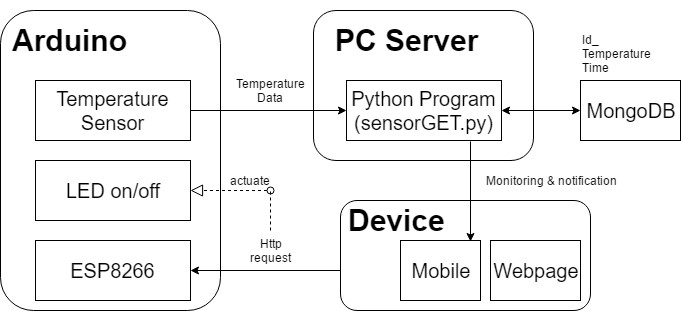 Arduino
PC Server
Id_
Temperature
Time
Temperature
Sensor
Temperature
Data
Python Program
(sensorGET.py)
MongoDB
LED on/off
actuate
Monitoring & notification
Device
Http
request
ESP8266
Mobile
Webpage